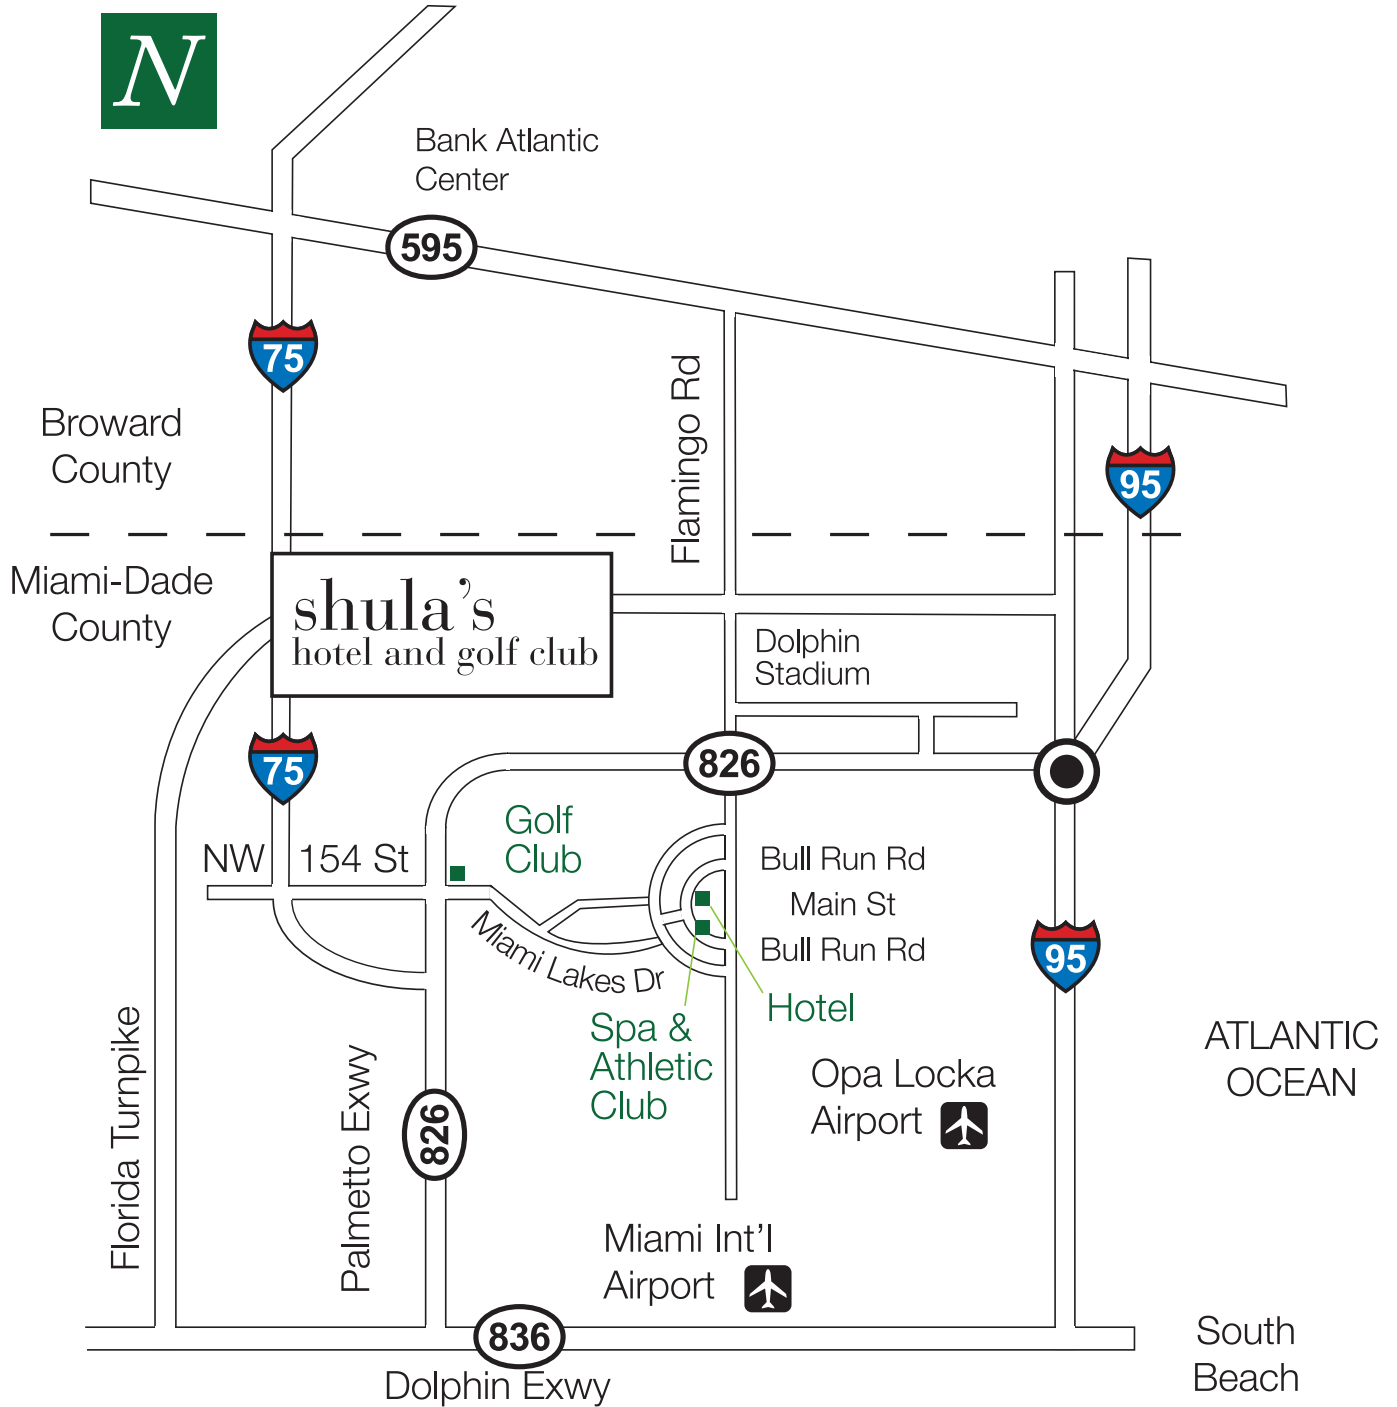 N
Bank Atlantic
Center
595
75
Flamingo Rd
95
Broward
County
Miami-Dade
County
shula's
hotel and golf club
Dolphin
Stadium
826
75
Golf
Club
NW 154 St
Bull Run Rd
Main St
Bull Run Rd
Miami Lakes Dr
95
Hotel
Spa &
Athletic
Club
ATLANTIC
OCEAN
Opa Locka
Airport
Florida Turnpike
Palmetto Exwy
826
Miami Int'l
Airport
836
Dolphin Exwy
South
Beach